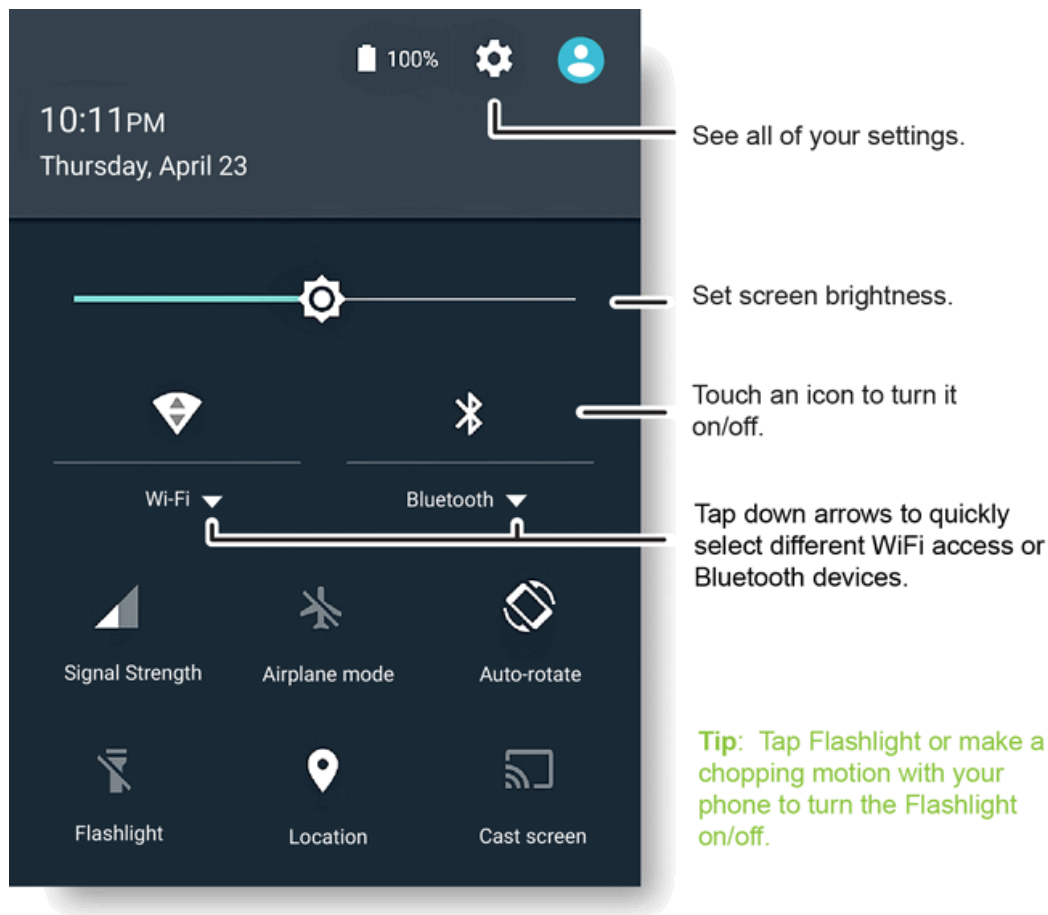 100%
10:11PM
Thursday, April 23
See all of your settings.
Set screen brightness.
Touch an icon to turn it
on/off.
Wi-Fi
Bluetooth
Tap down arrows to quickly
select different WiFi access or
Bluetooth devices.
Signal Strength
Airplane mode
Auto-rotate
Tip:  Tap Flashlight or make a
chopping motion with your
phone to turn the Flashlight
on/off.
Flashlight
Location
Cast screen